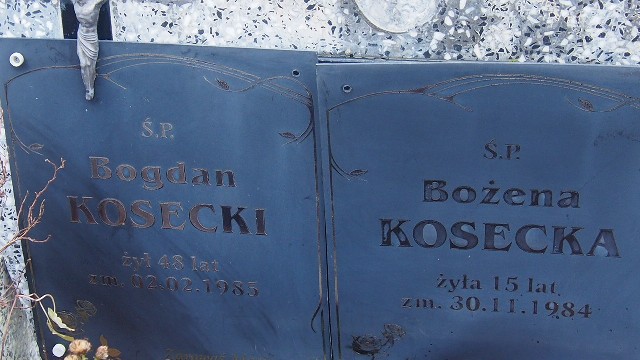 Ś.P.
Bogdan
KOSECKI
żył 48 lat
zm. 02.02.1985
Ś.P.
Bożena
KOSECKA
żyła 15 lat
zm. 30.11.1984